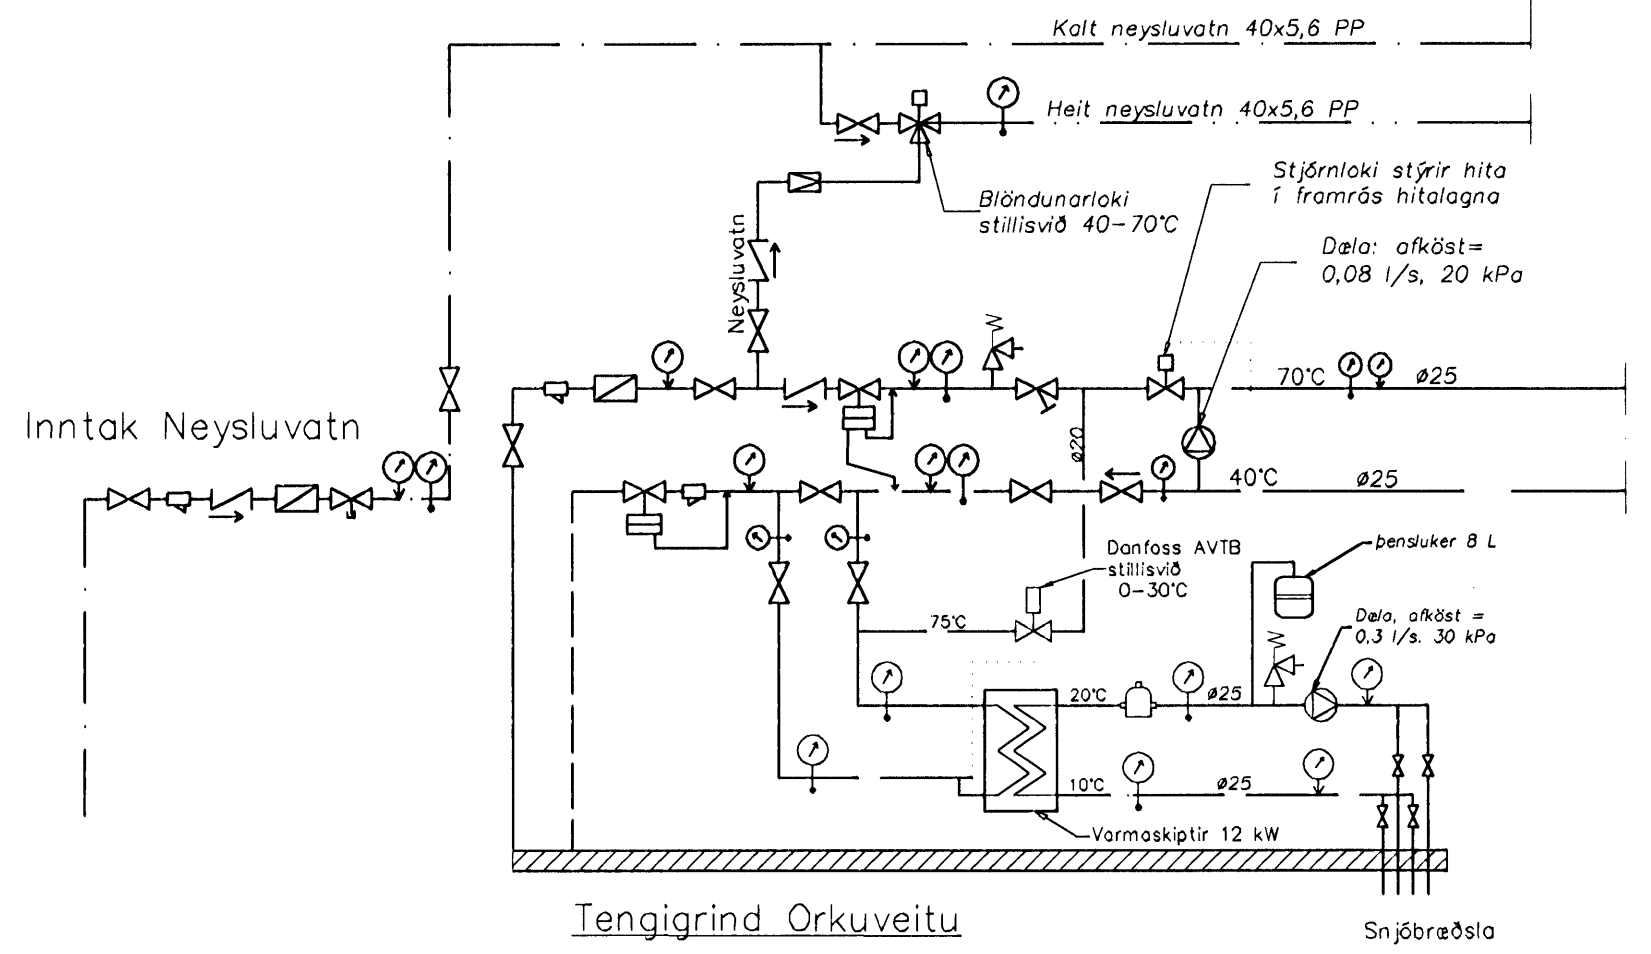 Kalt neysluvatn 40x5,6 PP
Heit neysluvatn 40x5,6 PP
Stjórnloki stýrir hita
í framrás hitalagna
Blöndunarloki
stillisvið 40-70°C
Neysluvatn
Dæla: afköst=
0,08 l/s, 20 kPa
70°C
ø25
Inntak Neysluvatn
ø20
40°C
ø25
Danfoss AVTB
stillisvið
0-30°C
þensluker 8 L
75°C
Dæla, afköst =
0,3 l/s. 30 kPa
20°C
ø25
10°C
ø25
Varmaskiptir 12 kW
Tengigrind Orkuveitu
Snjóbræðsla